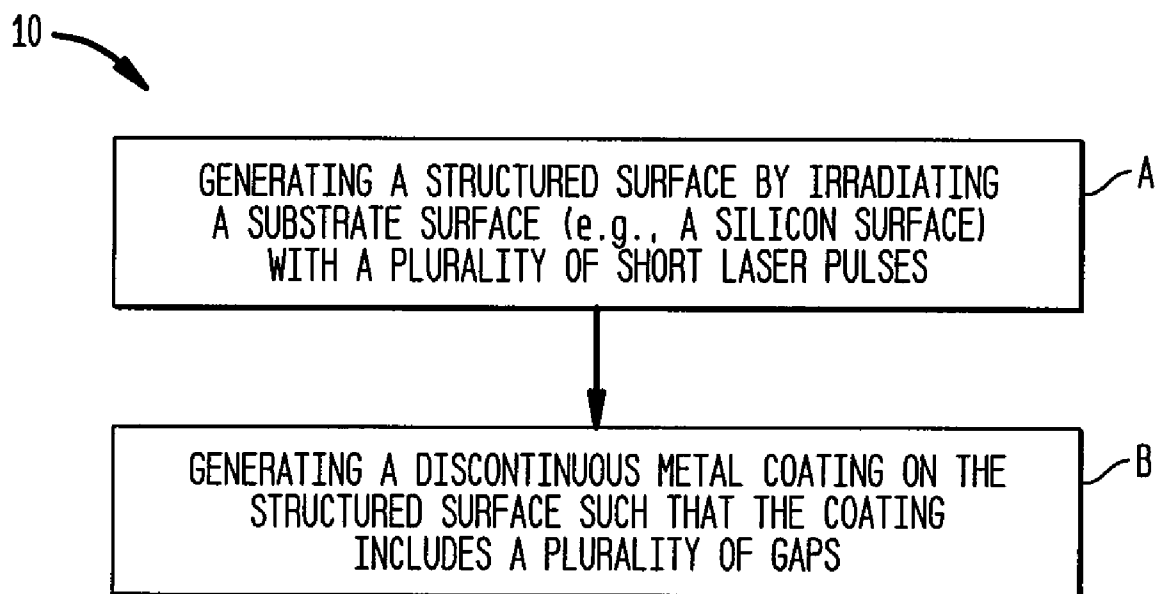 10
GENERATING A STRUCTURED SURFACE BY IRRADIATING
A SUBSTRATE SURFACE (e.g., A SILICON SURFACE)
WITH A PLURALITY OF SHORT LASER PULSES
A
GENERATING A DISCONTINUOUS METAL COATING ON THE
STRUCTURED SURFACE SUCH THAT THE COATING
INCLUDES A PLURALITY OF GAPS
B